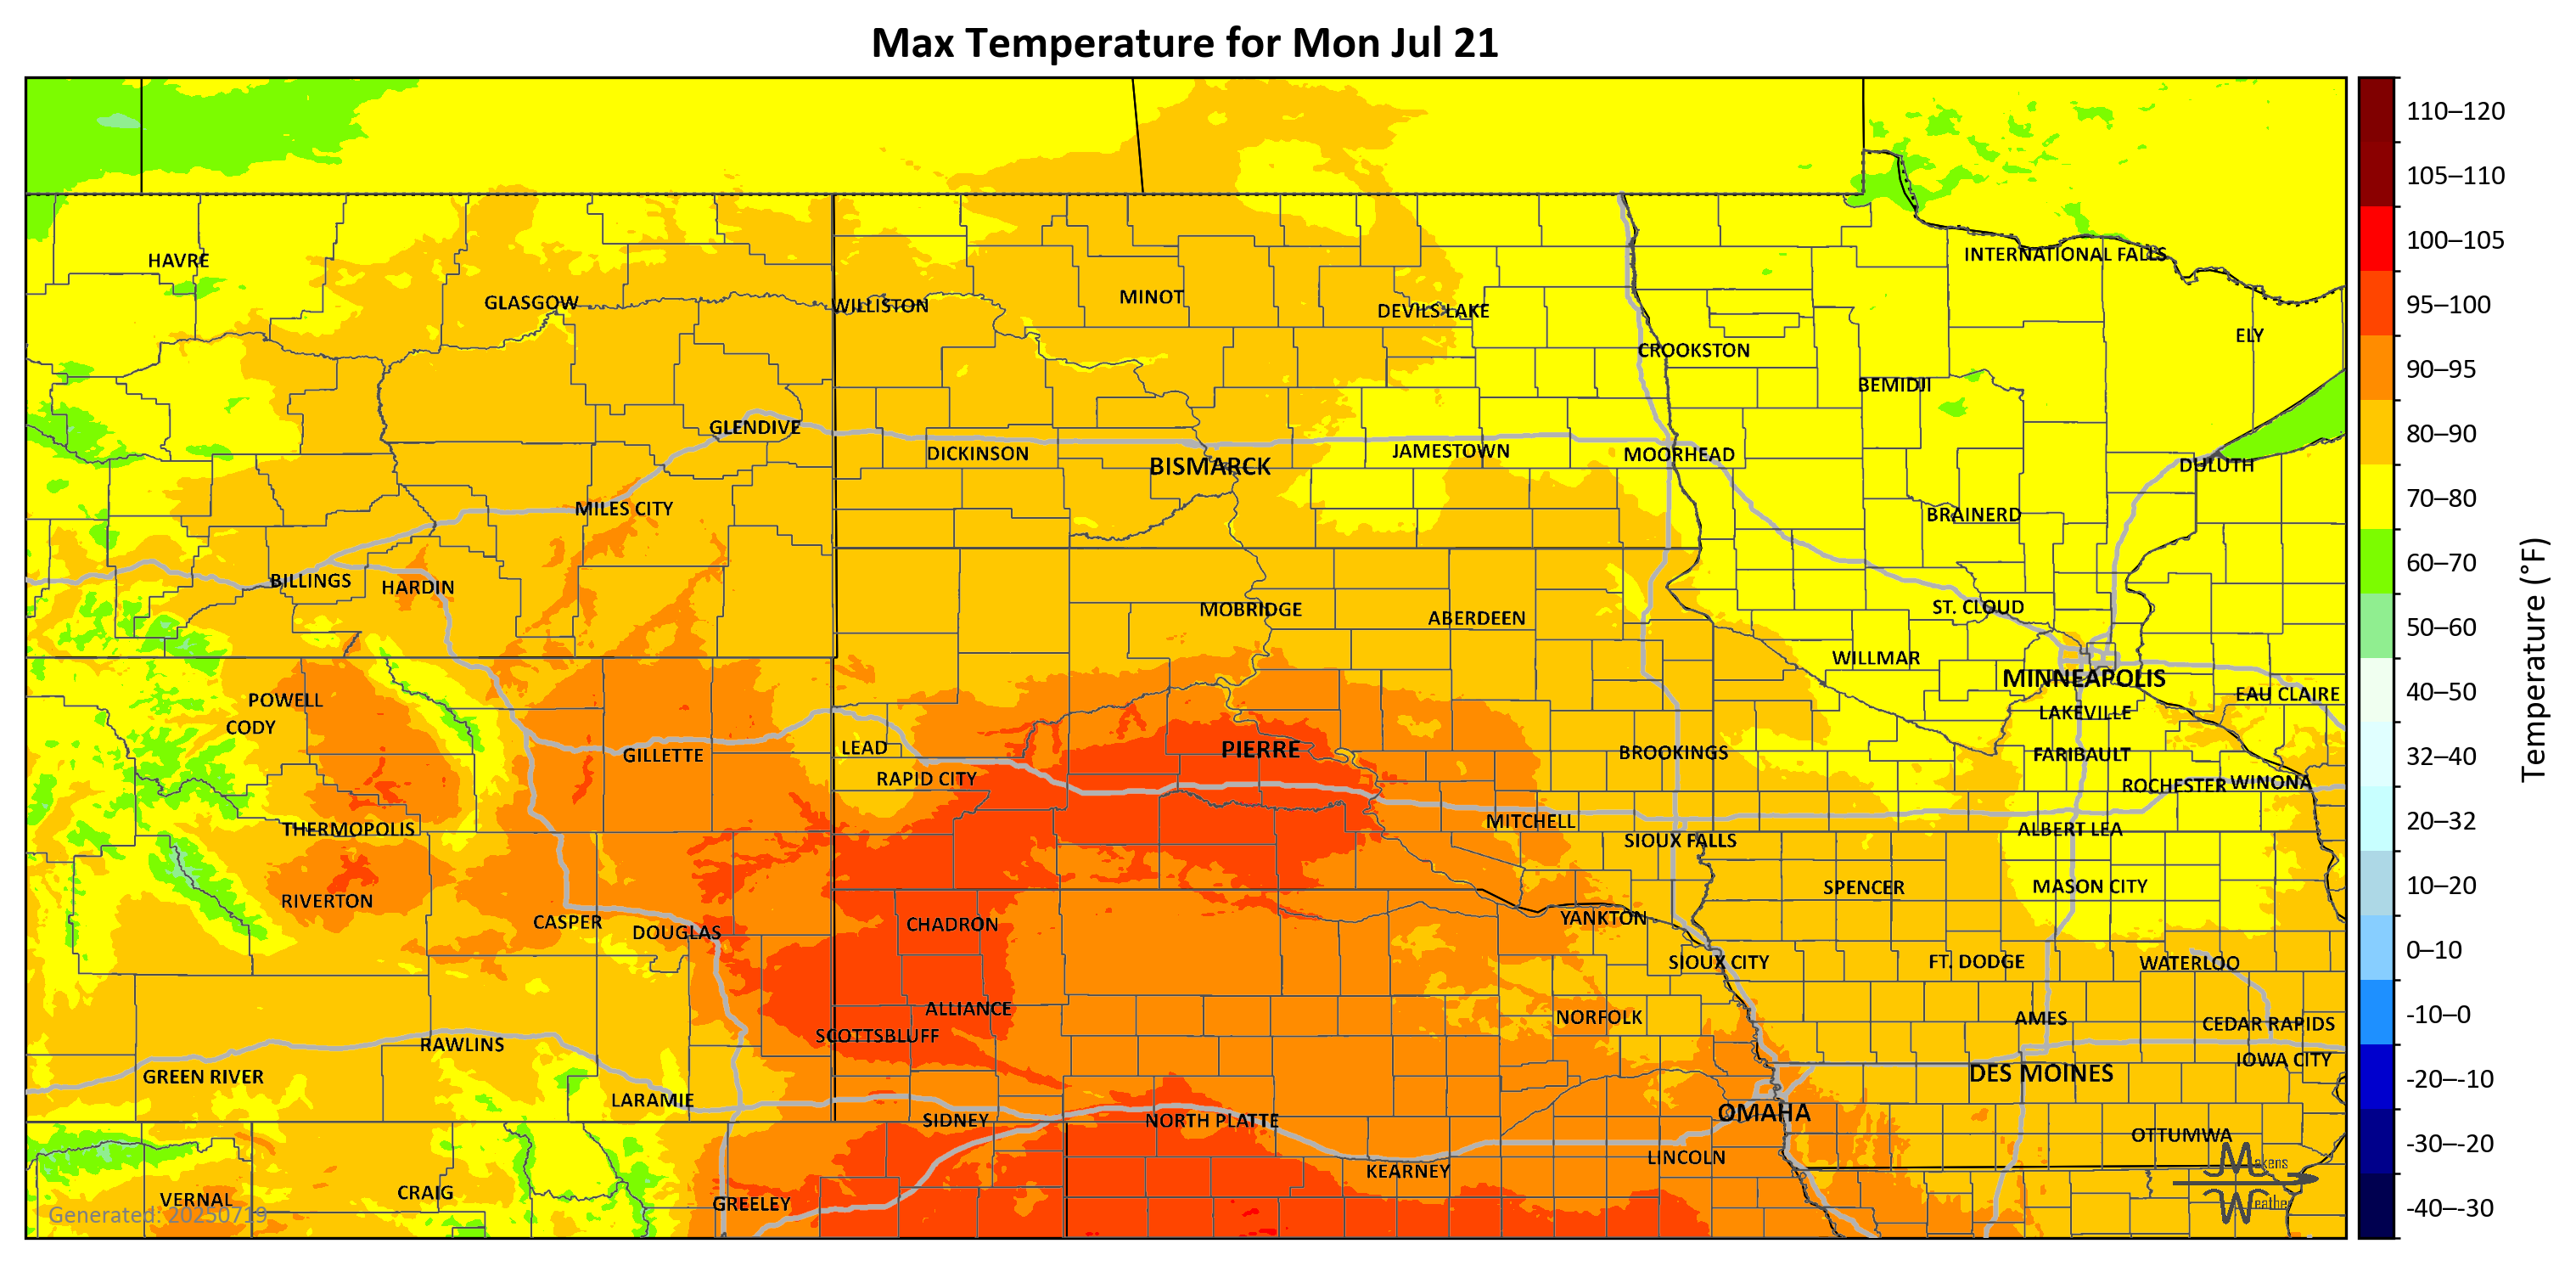 Max Temperature for Mon Jul 21
110–120
105–110
100–105
95–100
90–95
80–90
70–80
60–70
50–60
40–50
32–40
20–32
10–20
0–10
-10–0
-20–-10
-30–-20
-40–-30
Temperature (°F)
INTERNATIONAL FALLS
HAVRE
MINOT
GLASGOW
WILLISTON
DEVILS LAKE
ELY
CROOKSTON
BEMIDJI
GLENDIVE
JAMESTOWN
DICKINSON
MOORHEAD
BISMARCK
DULUTH
MILES CITY
BRAINERD
BILLINGS
HARDIN
MOBRIDGE
ST. CLOUD
ABERDEEN
WILLMAR
MINNEAPOLIS
EAU CLAIRE
POWELL
LAKEVILLE
CODY
LEAD
PIERRE
BROOKINGS
GILLETTE
FARIBAULT
RAPID CITY
ROCHESTER
WINONA
MITCHELL
THERMOPOLIS
ALBERT LEA
SIOUX FALLS
SPENCER
MASON CITY
RIVERTON
CASPER
CHADRON
YANKTON
DOUGLAS
SIOUX CITY
FT. DODGE
WATERLOO
ALLIANCE
NORFOLK
AMES
CEDAR RAPIDS
SCOTTSBLUFF
RAWLINS
IOWA CITY
GREEN RIVER
DES MOINES
LARAMIE
OMAHA
SIDNEY
NORTH PLATTE
OTTUMWA
LINCOLN
Makens
KEARNEY
CRAIG
VERNAL
GREELEY
Weather
Generated: 20250719